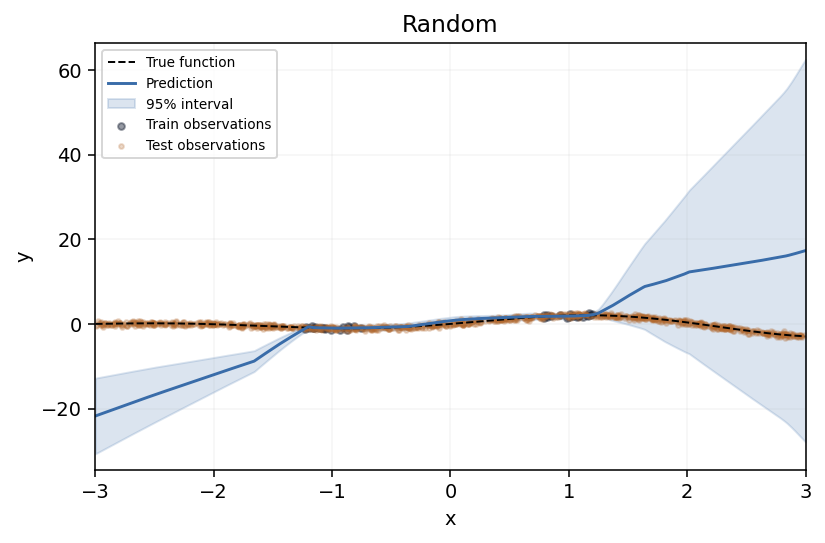 Random
True function
Prediction
95% interval
Train observations
Test observations
60
40
20
0
−20
y
−3
−2
−1
0
1
2
3
x